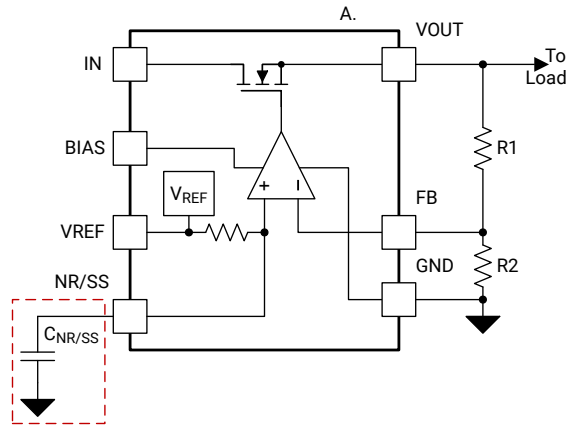 A.
VOUT
IN
To
Load
BIAS
R1
VREF
+
–
FB
VREF
GND
NR/SS
R2
CNR/SS